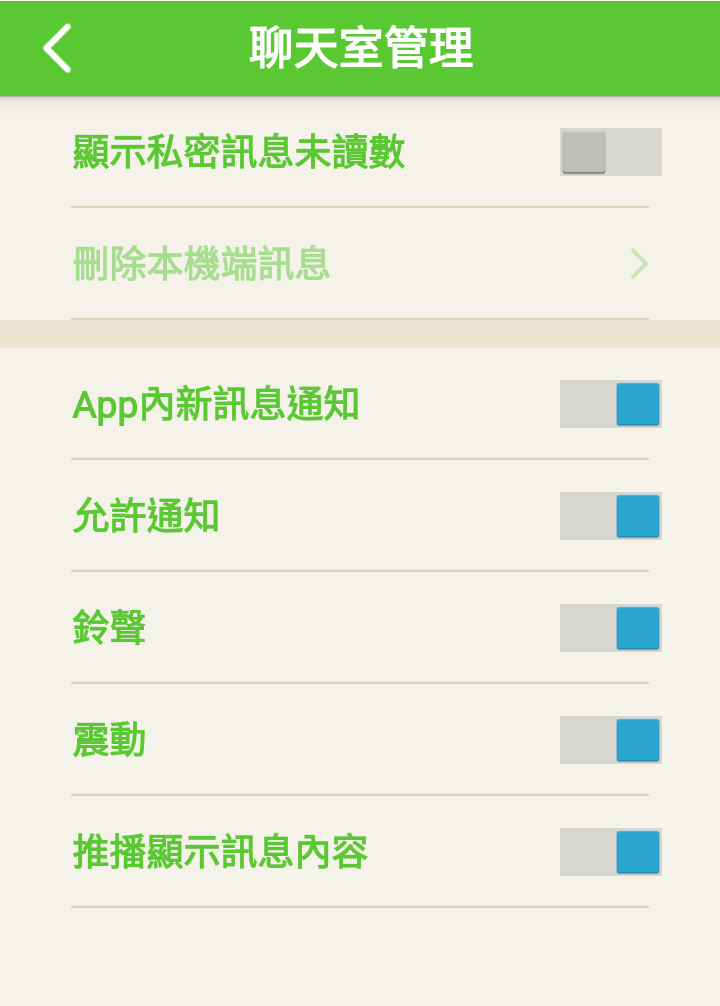 聊天室管理
顯示私密訊息未讀數
刪除本機端訊息
App內新訊息通知
允許通知
鈴聲
震動
推播顯示訊息內容